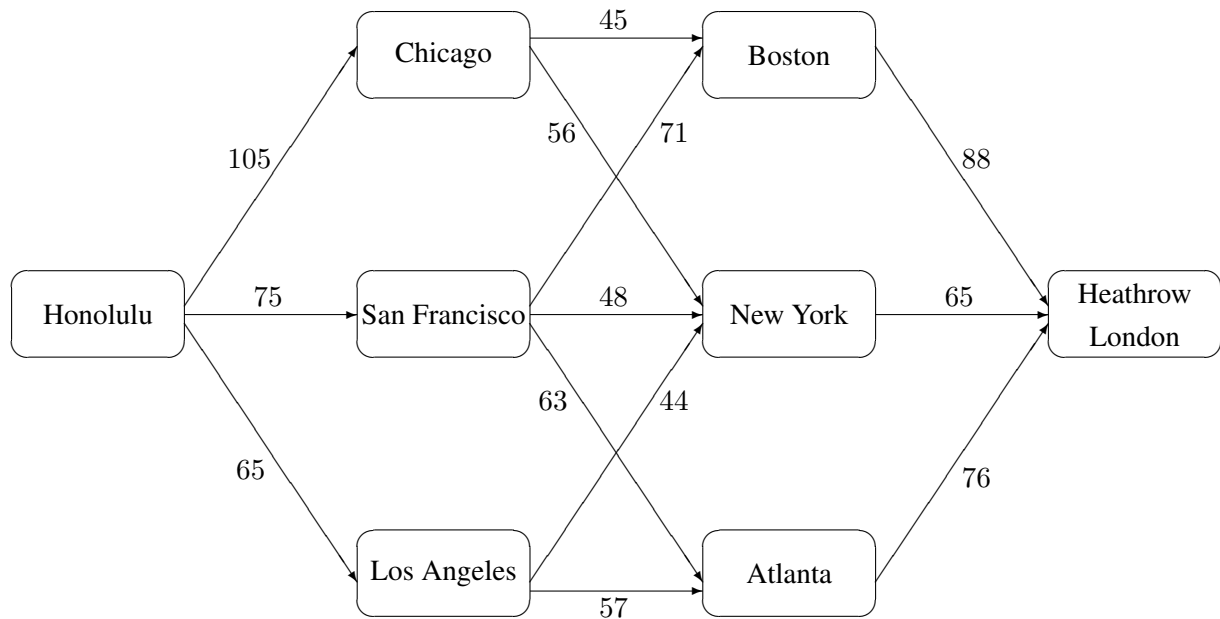 45
Chicago
Boston
56
71
105
88
75
48
65
Honolulu
San Francisco
New York
Heathrow
London
63
44
65
76
Los Angeles
Atlanta
57